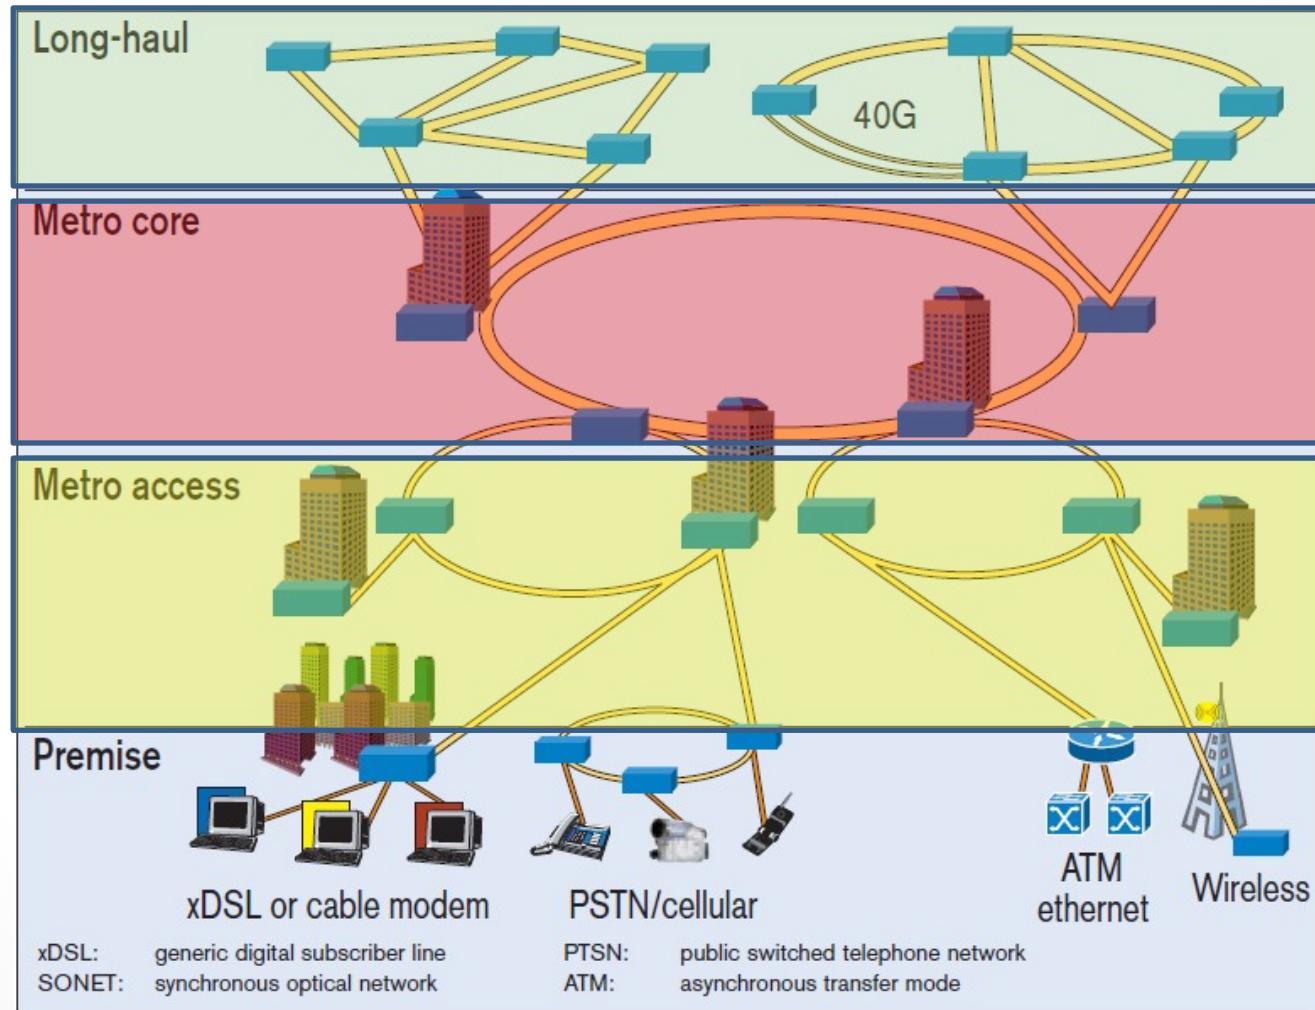 Long-haul
40G
Metro core
Metro access
Premise
xDSL or cable modem
PSTN/cellular
ATM
ethernet
Wireless
xDSL: generic digital subscriber line
SONET: synchronous optical network
PTSN: public switched telephone network
ATM: asynchronous transfer mode